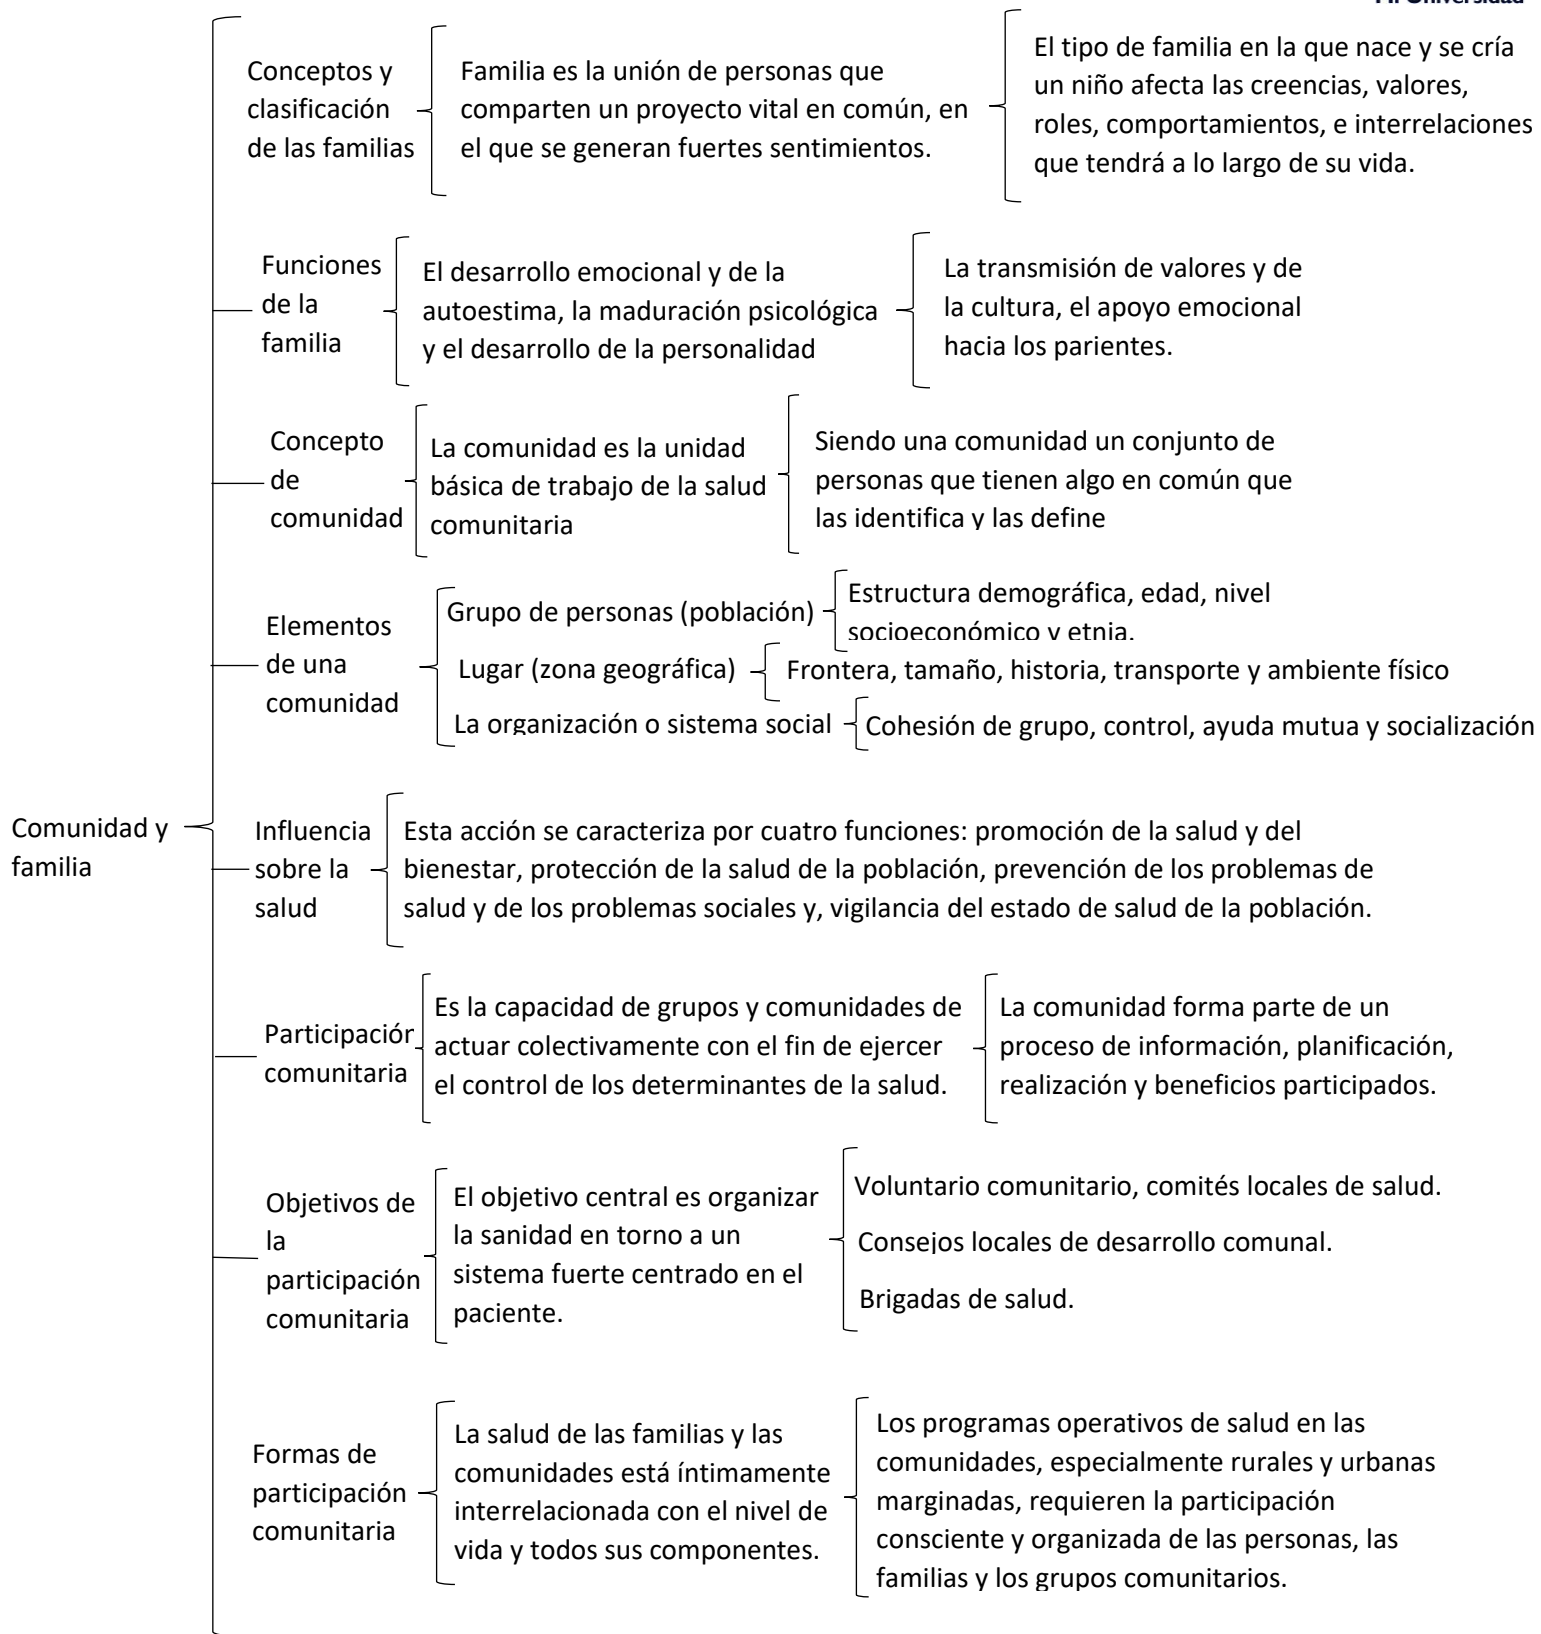 Conceptos y
clasificación
de las familias
Familia es la unión de personas que
comparten un proyecto vital en común, en
el que se generan fuertes sentimientos.
El tipo de familia en la que nace y se cría
un niño afecta las creencias, valores,
roles, comportamientos, e interrelaciones
que tendrá a lo largo de su vida.
Funciones
de la
familia
El desarrollo emocional y de la
autoestima, la maduración psicológica
y el desarrollo de la personalidad
La transmisión de valores y de
la cultura, el apoyo emocional
hacia los parientes.
Concepto
de
comunidad
La comunidad es la unidad
básica de trabajo de la salud
comunitaria
Siendo una comunidad un conjunto de
personas que tienen algo en común que
las identifica y las define
Elementos
de una
comunidad
Grupo de personas (población)
Estructura demográfica, edad, nivel
socioeconómico y etnia.
Lugar (zona geográfica)
Frontera, tamaño, historia, transporte y ambiente físico
La organización o sistema social
Cohesión de grupo, control, ayuda mutua y socialización
Comunidad y
familia
Influencia
sobre la
salud
Esta acción se caracteriza por cuatro funciones: promoción de la salud y del
bienestar, protección de la salud de la población, prevención de los problemas de
salud y de los problemas sociales y, vigilancia del estado de salud de la población.
Participación
comunitaria
Es la capacidad de grupos y comunidades de
actuar colectivamente con el fin de ejercer
el control de los determinantes de la salud.
La comunidad forma parte de un
proceso de información, planificación,
realización y beneficios participados.
Objetivos de
la
participación
comunitaria
El objetivo central es organizar
la sanidad en torno a un
sistema fuerte centrado en el
paciente.
Voluntario comunitario, comités locales de salud.
Consejos locales de desarrollo comunal.
Brigadas de salud.
Formas de
participación
comunitaria
La salud de las familias y las
comunidades está íntimamente
interrelacionada con el nivel de
vida y todos sus componentes.
Los programas operativos de salud en las
comunidades, especialmente rurales y urbanas
marginadas, requieren la participación
consciente y organizada de las personas, las
familias y los grupos comunitarios.